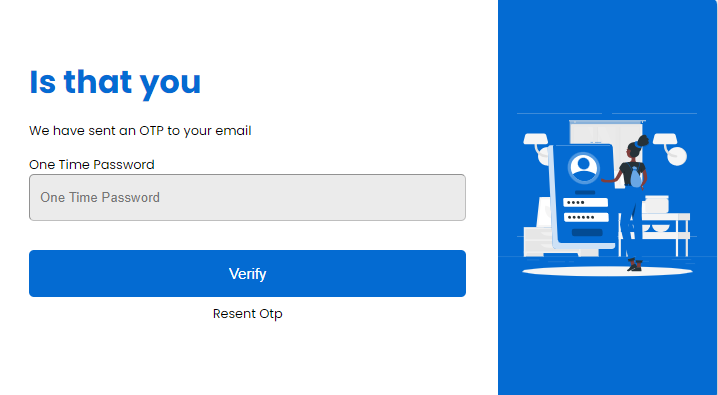 Is that you
We have sent an OTP to your email
One Time Password
One Time Password
Verify
Resent Otp